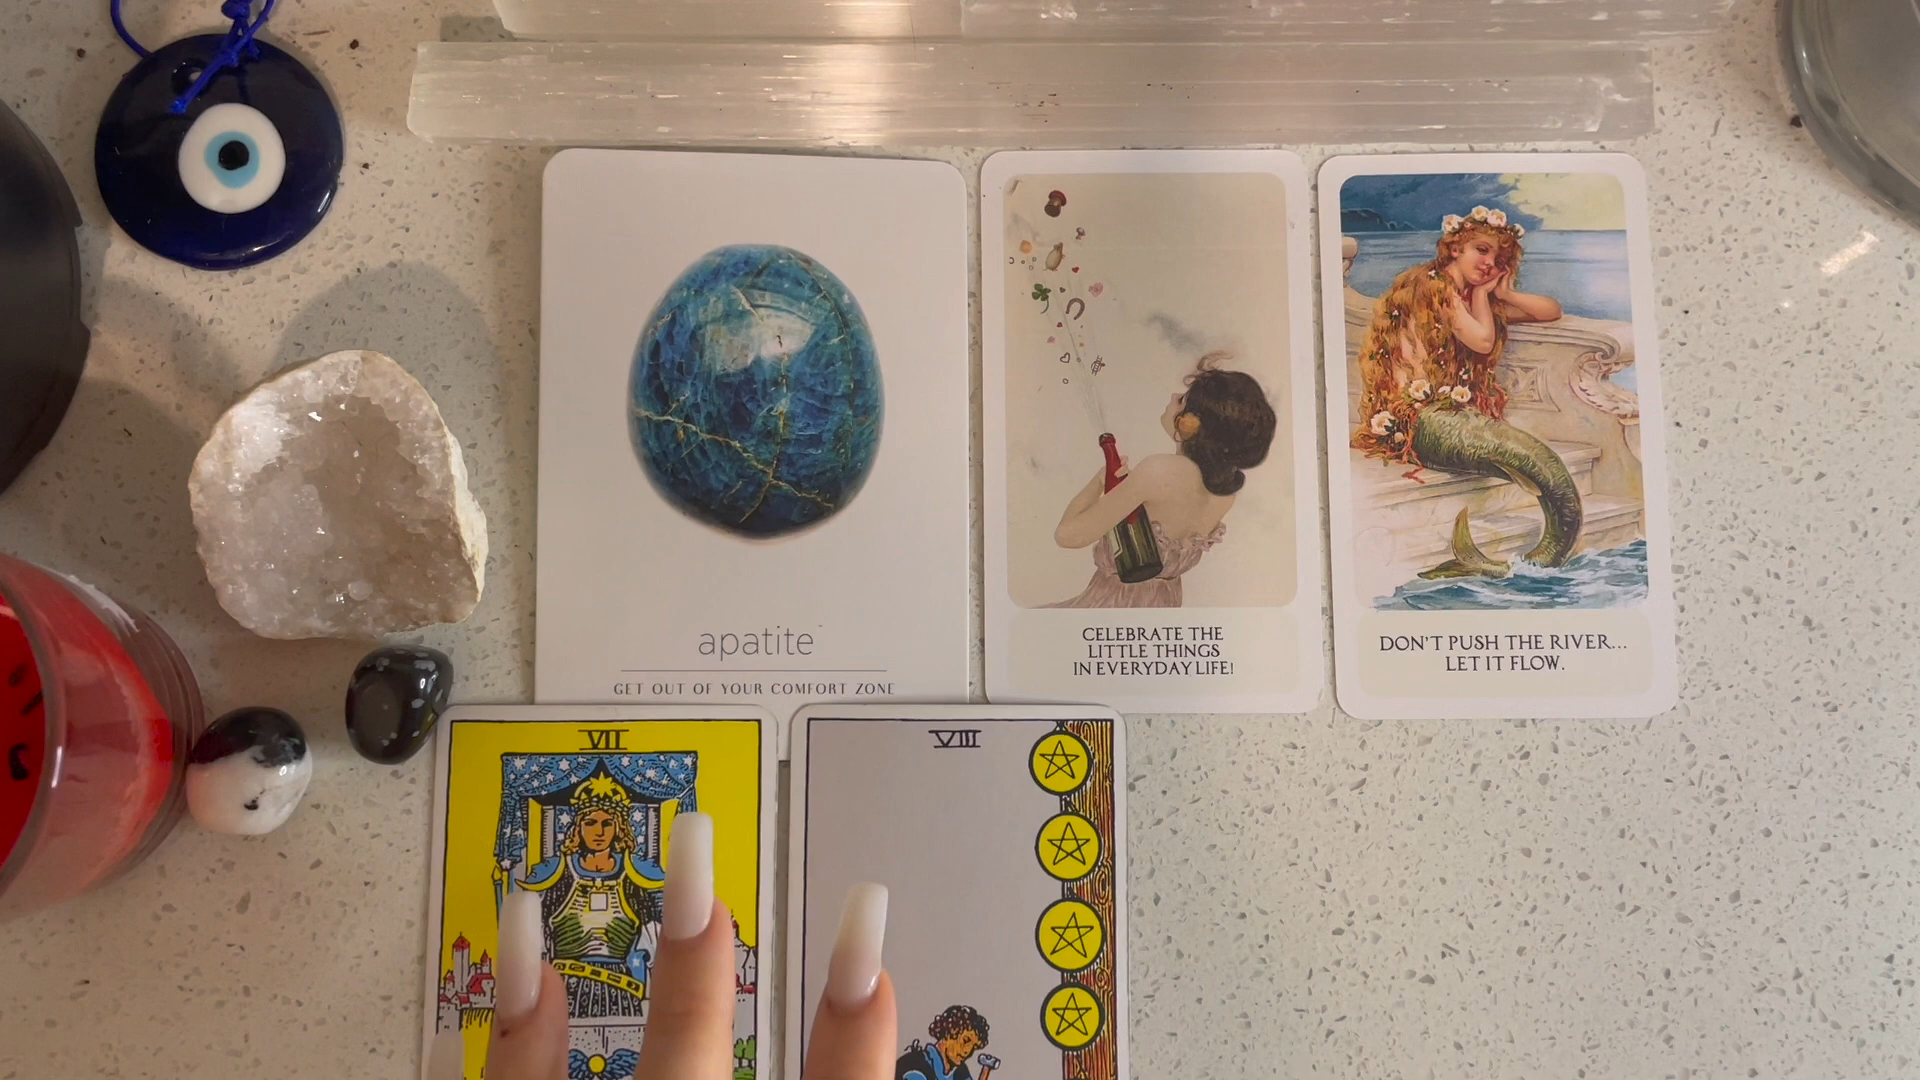 apatite
GET OUT OF YOUR COMFORT ZONE
CELEBRATE THE
LITTLE THINGS
IN EVERYDAY LIFE!
DON'T PUSH THE RIVER...
LET IT FLOW.
VII
VIII